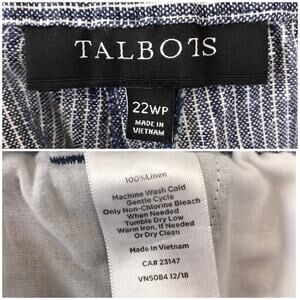 TALBOTS
22WP
MADE IN
VIETNAM
100%Linen
Machine Wash Cold
Gentle Cycle
Only Non-Chlorine Bleach
When Needed
Tumble Dry Low
Warm Iron, If Needed
Or Dry Clean
Made in Vietnam
CA# 23147
VN5084 12/18